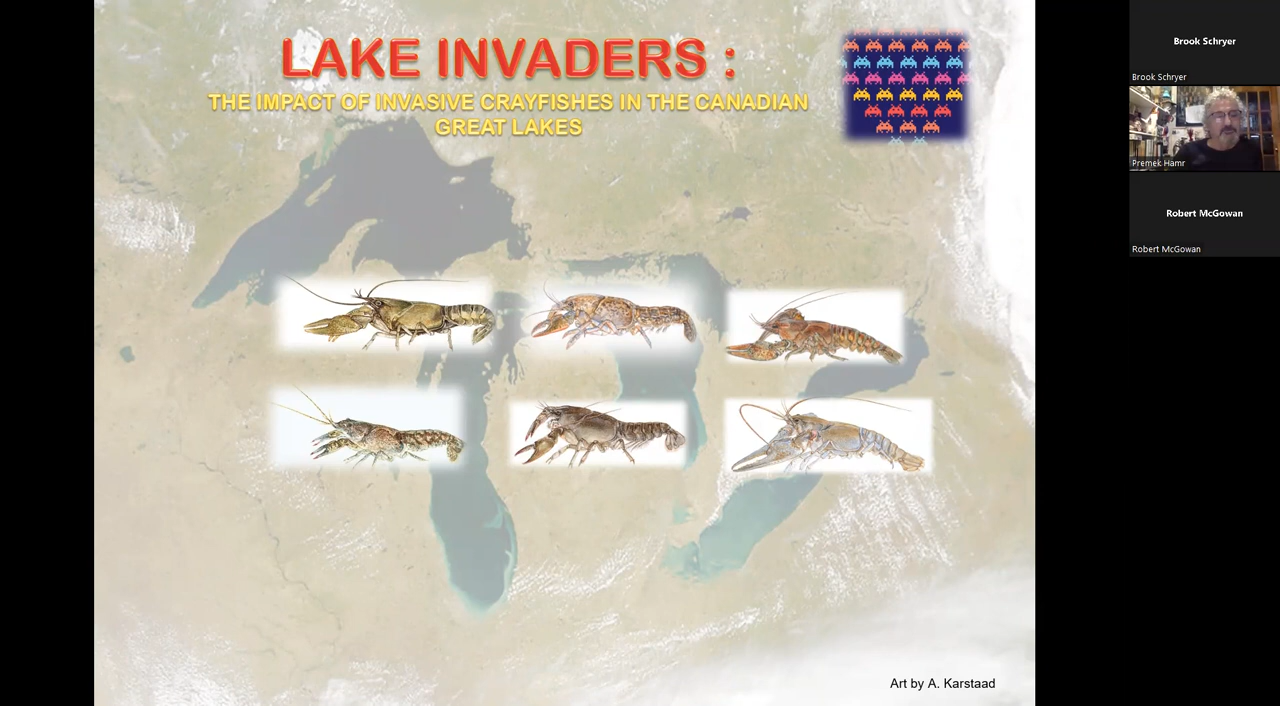 LAKE INVADERS :
THE IMPACT OF INVASIVE CRAYFISHES IN THE CANADIAN
GREAT LAKES
Art by A. Karstaad
Brook Schryer
Brook Schryer
Premek Hamr
Robert McGowan
Robert McGowan